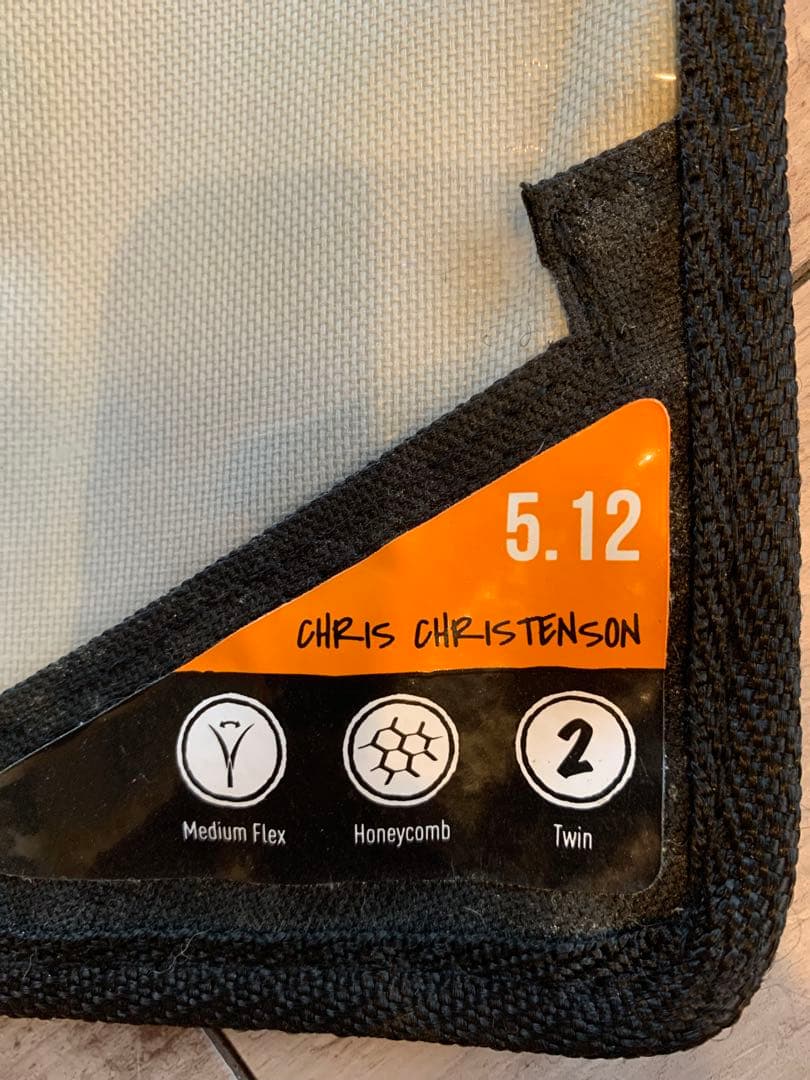 5.12
CHRIS CHRISTENSON
2
Medium Flex Honeycomb Twin